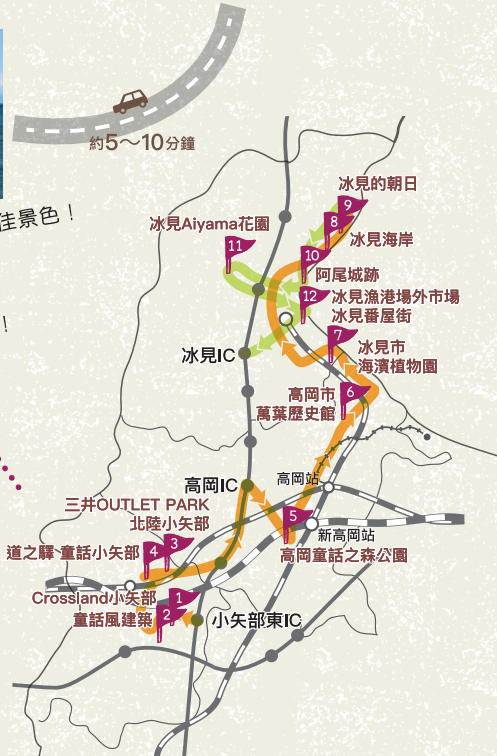 約5～10分鐘
佳景色！
！
冰見的朝日
9
8
冰見海岸
冰見Aiyama花園
11
10
阿尾城跡
12
冰見漁港場外市場
冰見番屋街
7
冰見市
海濱植物園
冰見IC
6
高岡市
萬葉歷史館
高岡IC
高岡站
三井OUTLET PARK
北陸小矢部
5
新高岡站
道之驛·童話小矢部
4
3
高岡童話之森公園
Crossland小矢部
1
童話風建築
2
小矢部東IC